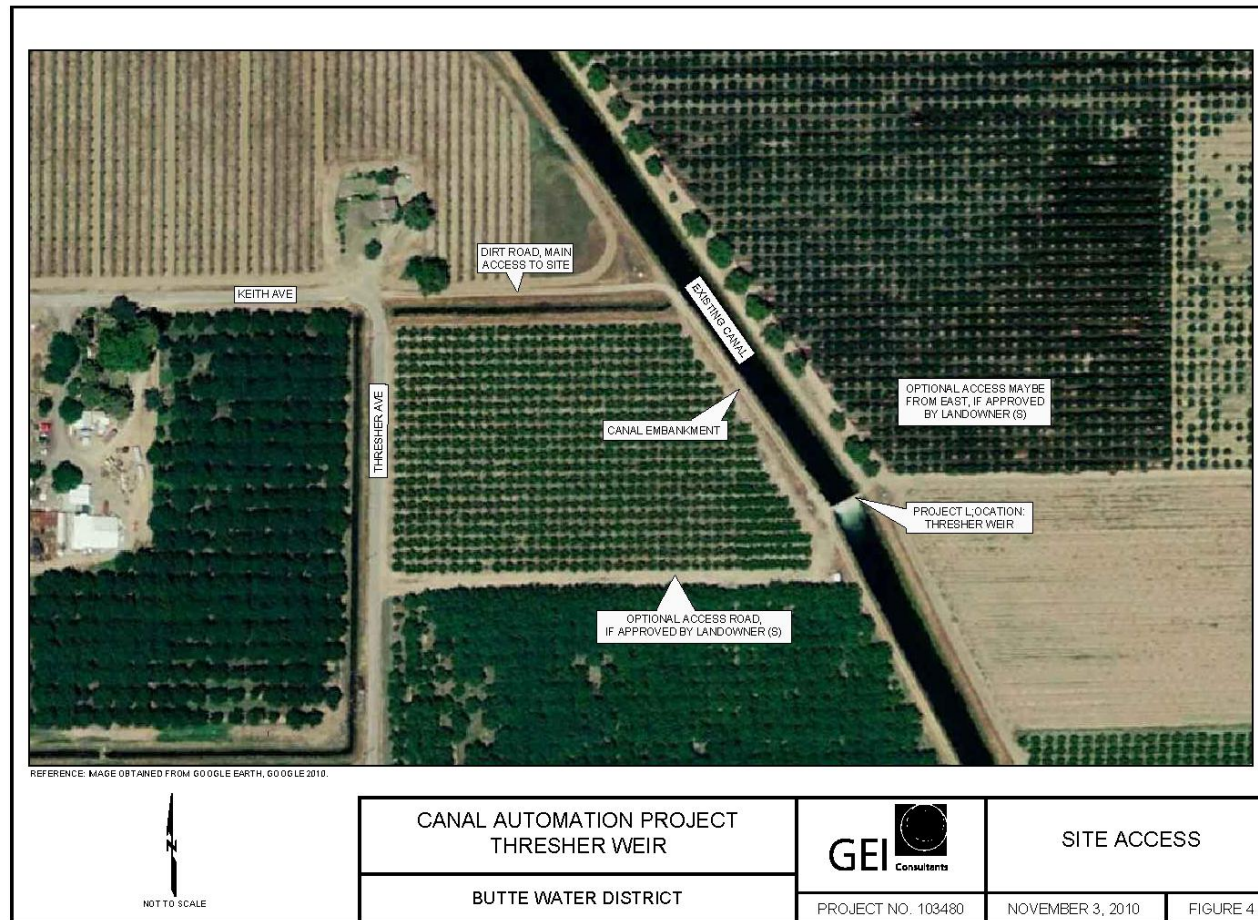 DIRT ROAD, MAIN
ACCESS TO SITE
KEITH AVE
EXISTING CANAL
THRESHER AVE
OPTIONAL ACCESS MAYBE
FROM EAST, IF APPROVED
BY LANDOWNER (S)
CANAL EMBANKMENT
PROJECT L;OCATION:
THRESHER WEIR
OPTIONAL ACCESS ROAD,
IF APPROVED BY LANDOWNER (S)
REFERENCE: IMAGE OBTAINED FROM GOOGLE EARTH, GOOGLE 2010.
N
NOT TO SCALE
CANAL AUTOMATION PROJECT
THRESHER WEIR
BUTTE WATER DISTRICT
GEI Consultants
PROJECT NO. 103480
SITE ACCESS
NOVEMBER 3, 2010
FIGURE 4